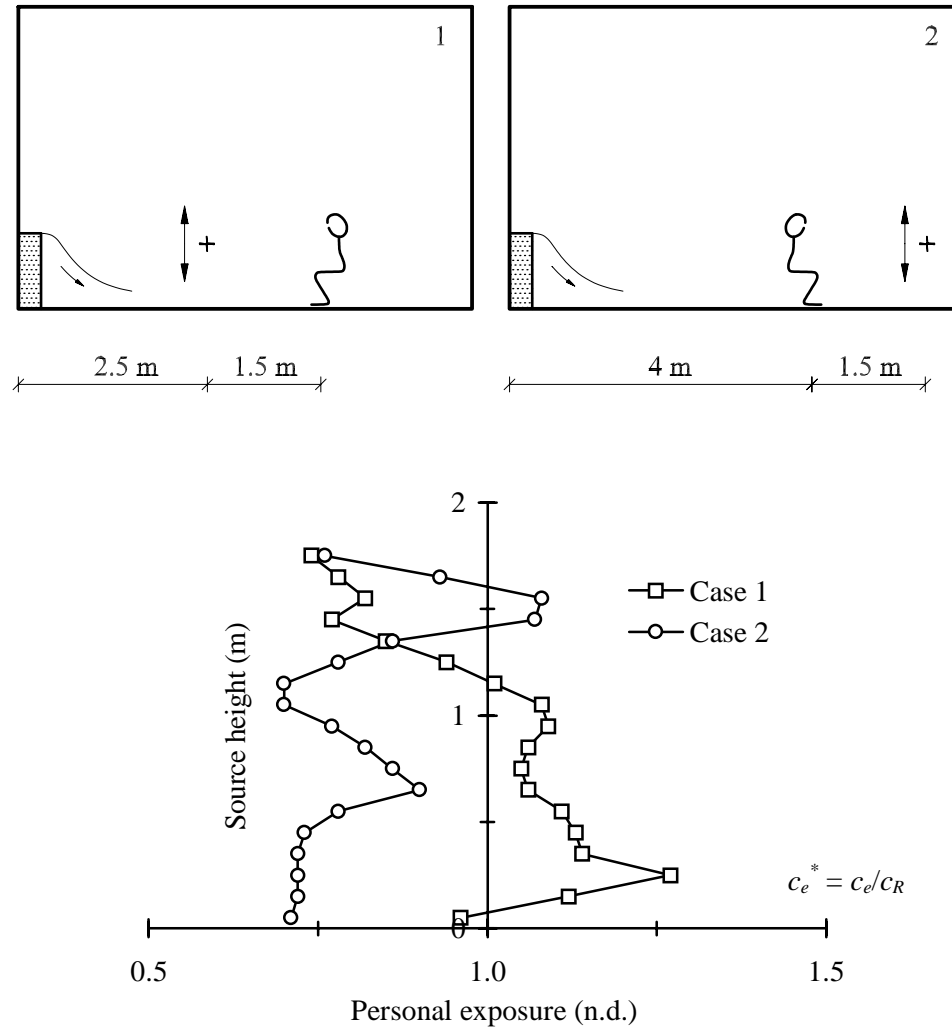 1
2
2.5 m
1.5 m
4 m
1.5 m
2
Case 1
Case 2
Source height (m)
1
c_e^* = c_e/c_R
0
0.5
1.0
1.5
Personal exposure (n.d.)